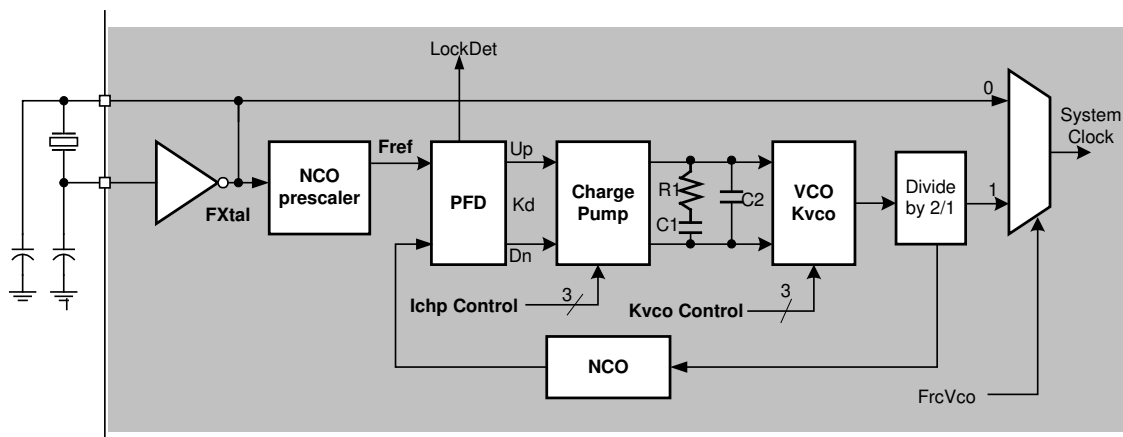 LockDet
0
System
Clock
Fref
Up
NCO
prescaler
PFD
Kd
Charge
Pump
R1
C2
C1
VCO
Kvco
Divide
by 2/1
1
FXtal
Dn
Ichp Control
3
Kvco Control
3
NCO
FrcVco